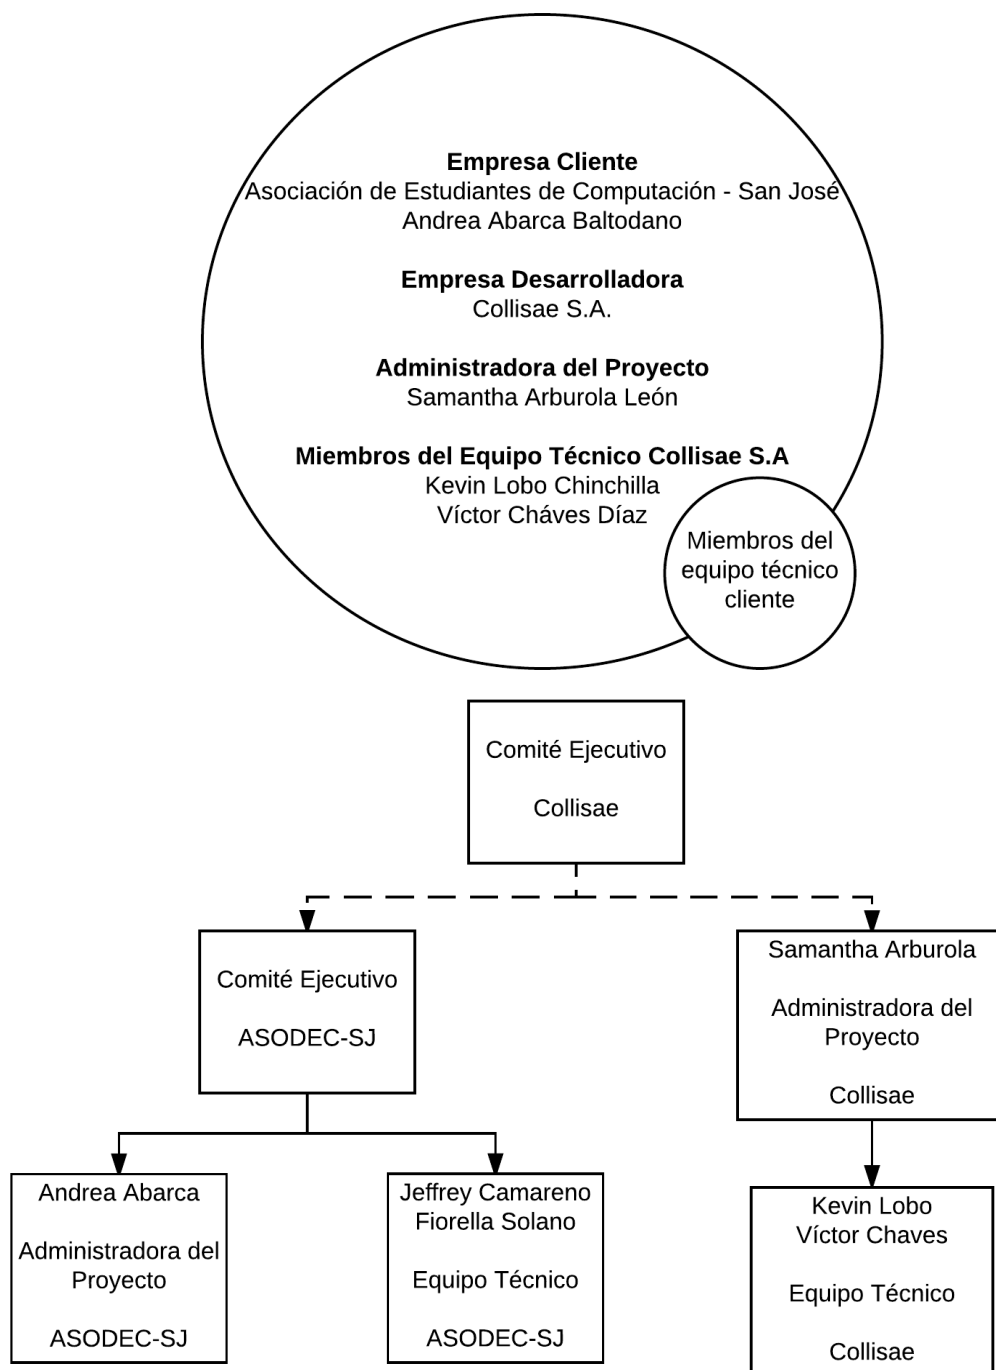 Empresa Cliente
Asociación de Estudiantes de Computación - San José
Andrea Abarca Baltodano
Empresa Desarrolladora
Collisae S.A.
Administradora del Proyecto
Samantha Arburola León
Miembros del Equipo Técnico Collisae S.A
Kevin Lobo Chinchilla
Víctor Cháves Díaz
Miembros del
equipo técnico
cliente
Comité Ejecutivo
Collisae
Comité Ejecutivo
ASODEC-SJ
Samantha Arburola
Administradora del
Proyecto
Collisae
Andrea Abarca
Administradora del
Proyecto
ASODEC-SJ
Jeffrey Camareno
Fiorella Solano
Equipo Técnico
ASODEC-SJ
Kevin Lobo
Víctor Chaves
Equipo Técnico
Collisae